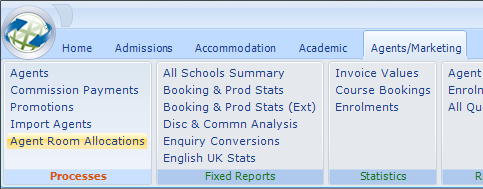 Home Admissions Accommodation Academic Agents/Marketing
Agents
Commission Payments
Promotions
Import Agents
Agent Room Allocations
Processes
All Schools Summary
Booking & Prod Stats
Booking & Prod Stats (Ext)
Disc & Commn Analysis
Enquiry Conversions
English UK Stats
Fixed Reports
Invoice Values
Course Bookings
Enrolments
Statistics
Agent
Enroln
All Qu
R